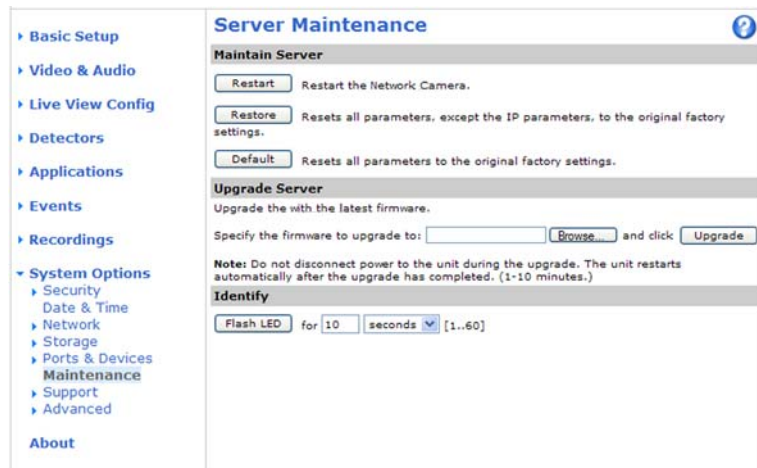 Basic Setup
Video & Audio
Live View Config
Detectors
Applications
Events
Recordings
System Options
Security
Date & Time
Network
Storage
Ports & Devices
Maintenance
Support
Advanced
About
Server Maintenance
?
Maintain Server
Restart Restart the Network Camera.
Restore Resets all parameters, except the IP parameters, to the original factory
settings.
Default Resets all parameters to the original factory settings.
Upgrade Server
Upgrade the with the latest firmware.
Specify the firmware to upgrade to: Browse... and click Upgrade
Note: Do not disconnect power to the unit during the upgrade. The unit restarts
automatically after the upgrade has completed. (1-10 minutes.)
Identify
Flash LED for 10 seconds [1..60]